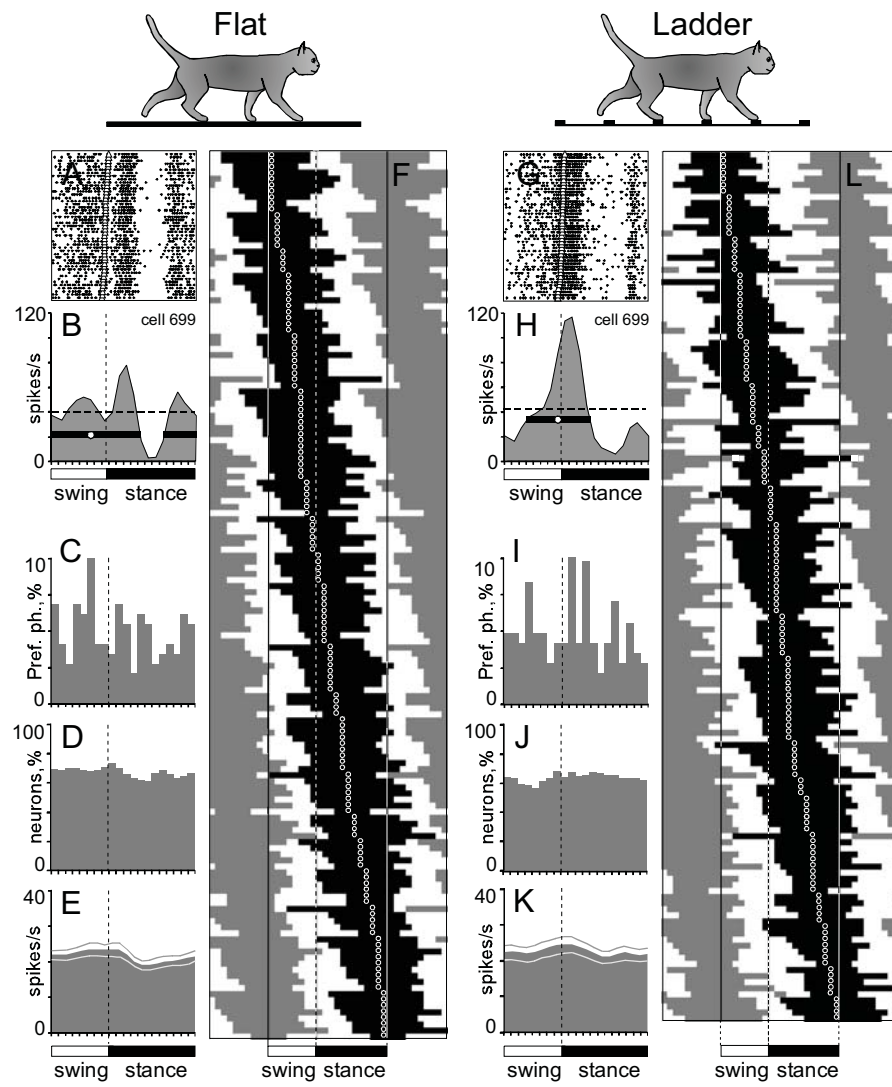 Flat
Ladder
A
F
G
L
120
B
cell 699
spikes/s
0
swing stance
120
H
cell 699
spikes/s
0
swing stance
10
C
Pref. ph., %
0
10
I
Pref. ph., %
0
100
D
neurons, %
0
100
J
neurons, %
0
40
E
spikes/s
0
swing stance
swing stance
40
K
spikes/s
0
swing stance
swing stance